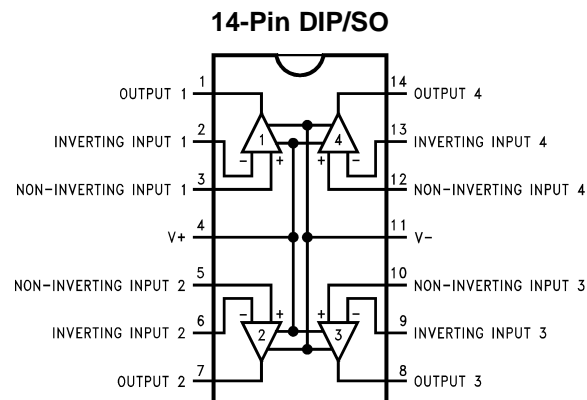 14-Pin DIP/SO
1
14
OUTPUT 1
OUTPUT 4
2
13
INVERTING INPUT 1
1
4
INVERTING INPUT 4
- + + -
3
12
NON-INVERTING INPUT 1
NON-INVERTING INPUT 4
4
11
V+
V-
5
10
NON-INVERTING INPUT 2
NON-INVERTING INPUT 3
- + + -
6
9
INVERTING INPUT 2
2
3
INVERTING INPUT 3
7
8
OUTPUT 2
OUTPUT 3